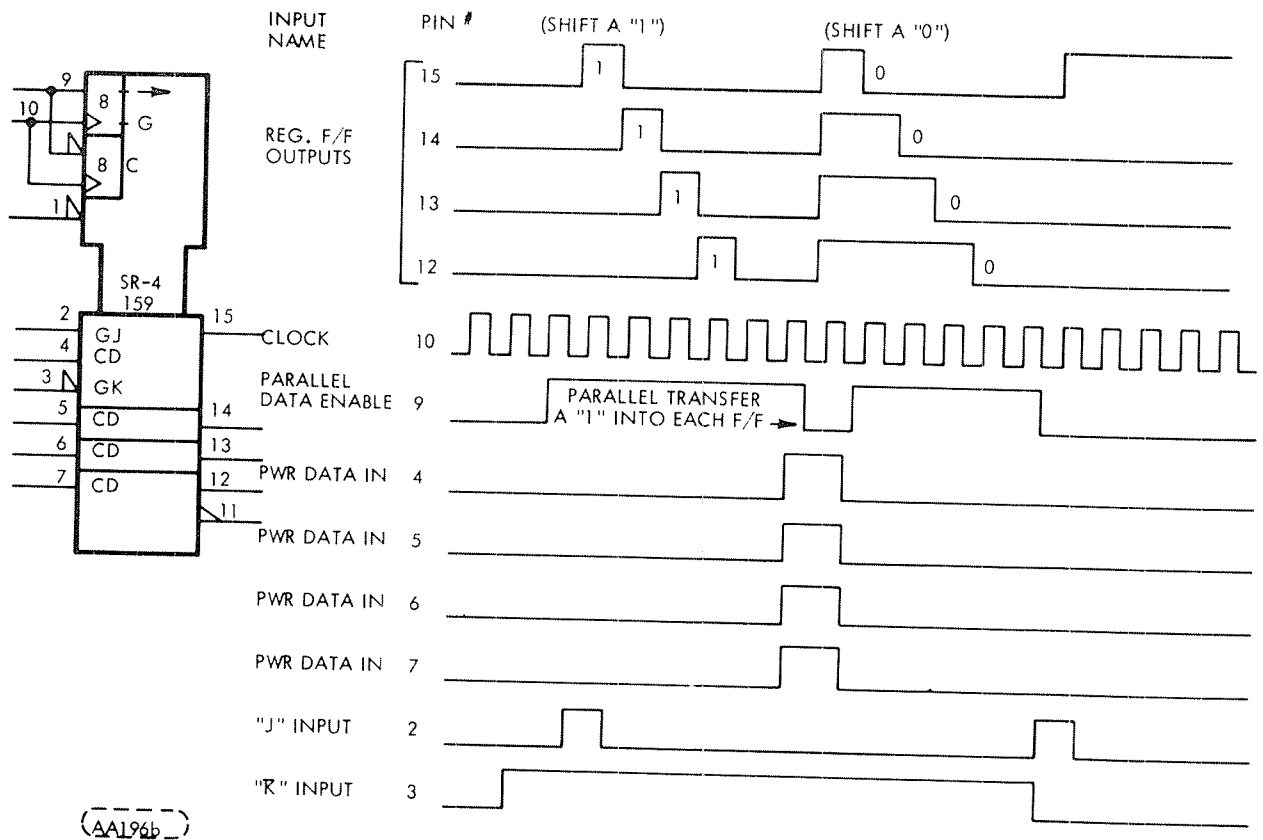 INPUT NAME
PIN #
(SHIFT A "1")
(SHIFT A "0")
9
8
10
G
8
C
1
SR-4
159
2
GJ
15
4
CD
3
GK
5
CD
14
6
CD
13
7
CD
12
11
REG. F/F OUTPUTS
15
1
0
14
1
0
13
1
0
12
1
0
CLOCK
10
PARALLEL DATA ENABLE
9
PARALLEL TRANSFER
A "1" INTO EACH F/F
PWR DATA IN
4
PWR DATA IN
5
PWR DATA IN
6
PWR DATA IN
7
"J" INPUT
2
"K̅" INPUT
3
AA196b